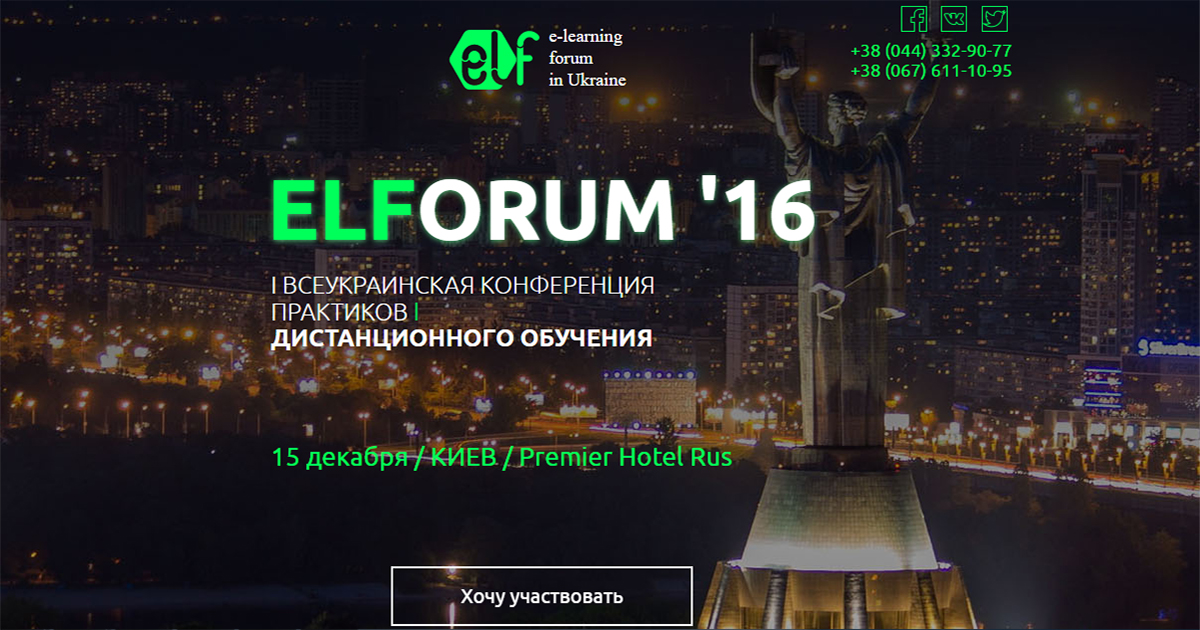 elf
e-learning
forum
in Ukraine
+38 (044) 332-90-77
+38 (067) 611-10-95
ELFORUM '16
I ВСЕУКРАИНСКАЯ КОНФЕРЕНЦИЯ
ПРАКТИКОВ |
ДИСТАНЦИОННОГО ОБУЧЕНИЯ
15 декабря / КИЕВ / Premier Hotel Rus
Хочу участвовать